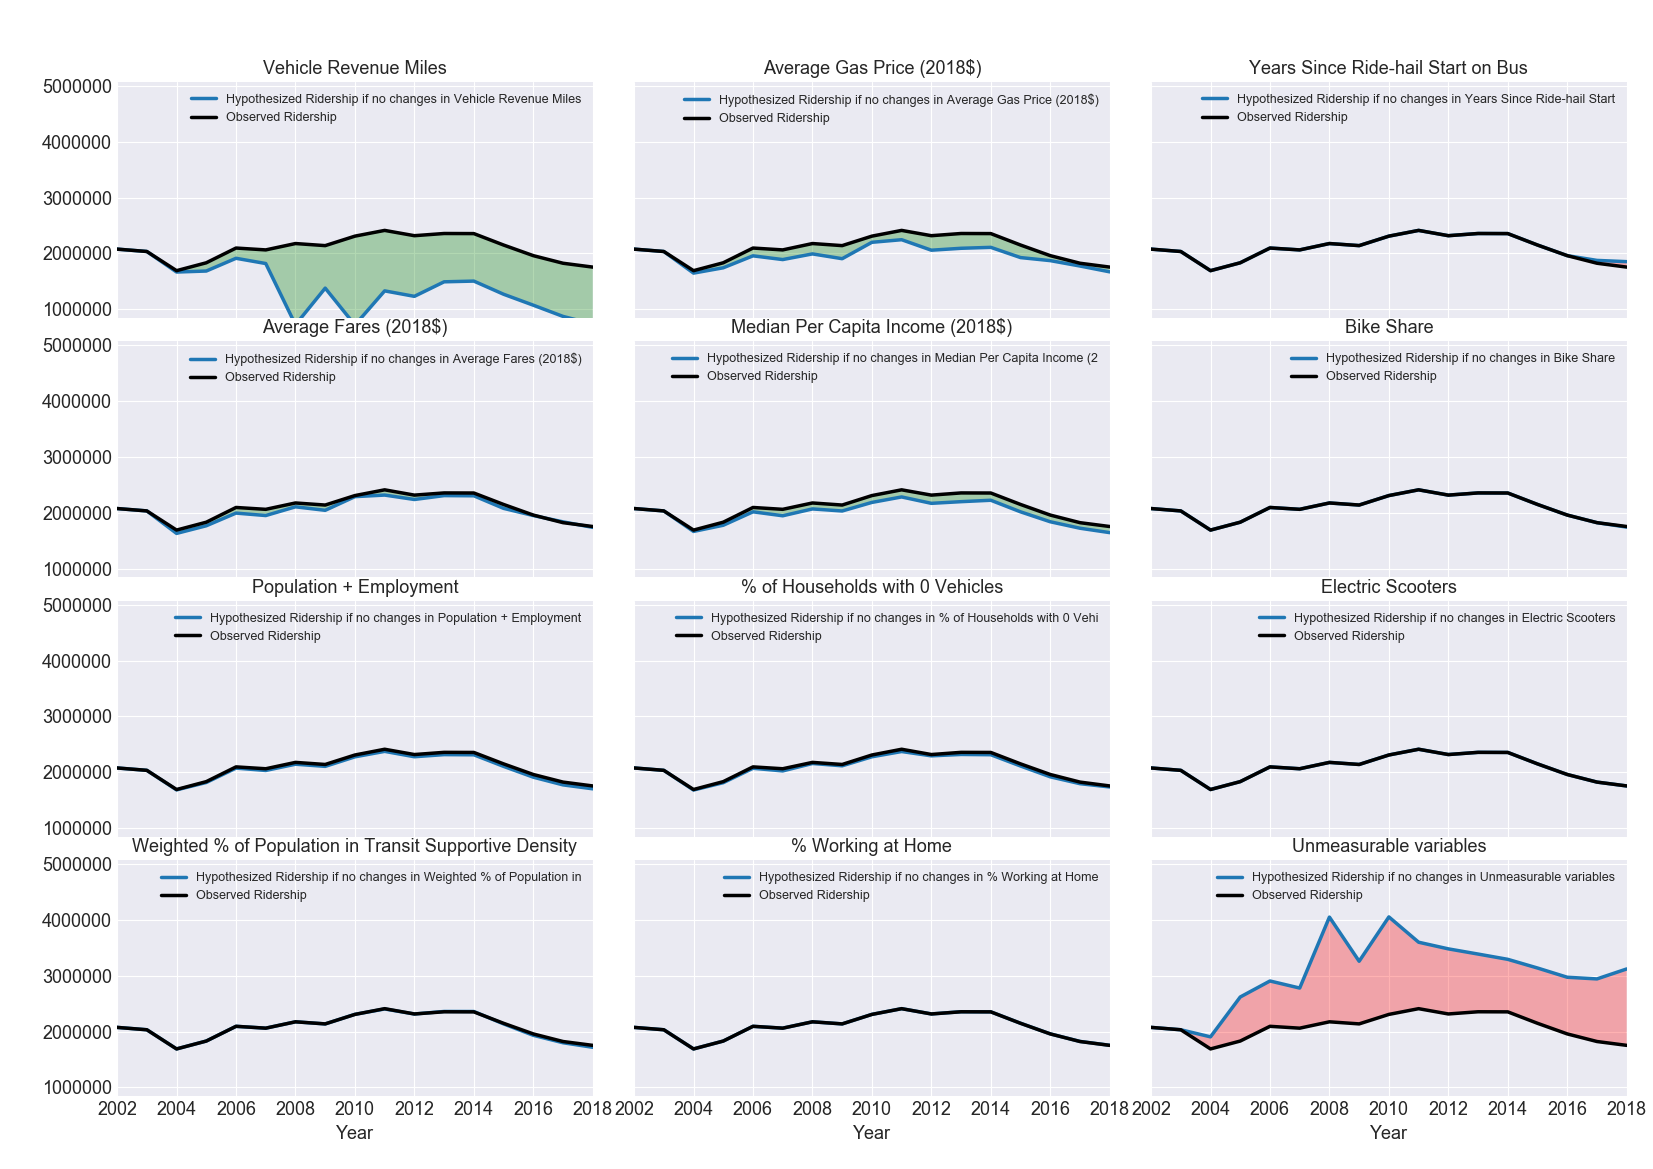 Vehicle Revenue Miles
5000000
4000000
3000000
2000000
1000000
Hypothesized Ridership if no changes in Vehicle Revenue Miles
Observed Ridership
Average Gas Price (2018$)
Hypothesized Ridership if no changes in Average Gas Price (2018$)
Observed Ridership
Years Since Ride-hail Start on Bus
Hypothesized Ridership if no changes in Years Since Ride-hail Start
Observed Ridership
Average Fares (2018$)
5000000
4000000
3000000
2000000
1000000
Hypothesized Ridership if no changes in Average Fares (2018$)
Observed Ridership
Median Per Capita Income (2018$)
Hypothesized Ridership if no changes in Median Per Capita Income (2
Observed Ridership
Bike Share
Hypothesized Ridership if no changes in Bike Share
Observed Ridership
Population + Employment
5000000
4000000
3000000
2000000
1000000
Hypothesized Ridership if no changes in Population + Employment
Observed Ridership
% of Households with 0 Vehicles
Hypothesized Ridership if no changes in % of Households with 0 Vehi
Observed Ridership
Electric Scooters
Hypothesized Ridership if no changes in Electric Scooters
Observed Ridership
Weighted % of Population in Transit Supportive Density
5000000
4000000
3000000
2000000
1000000
Hypothesized Ridership if no changes in Weighted % of Population in
Observed Ridership
2002 2004 2006 2008 2010 2012 2014 2016 2018
Year
% Working at Home
Hypothesized Ridership if no changes in % Working at Home
Observed Ridership
2002 2004 2006 2008 2010 2012 2014 2016 2018
Year
Unmeasurable variables
Hypothesized Ridership if no changes in Unmeasurable variables
Observed Ridership
2002 2004 2006 2008 2010 2012 2014 2016 2018
Year